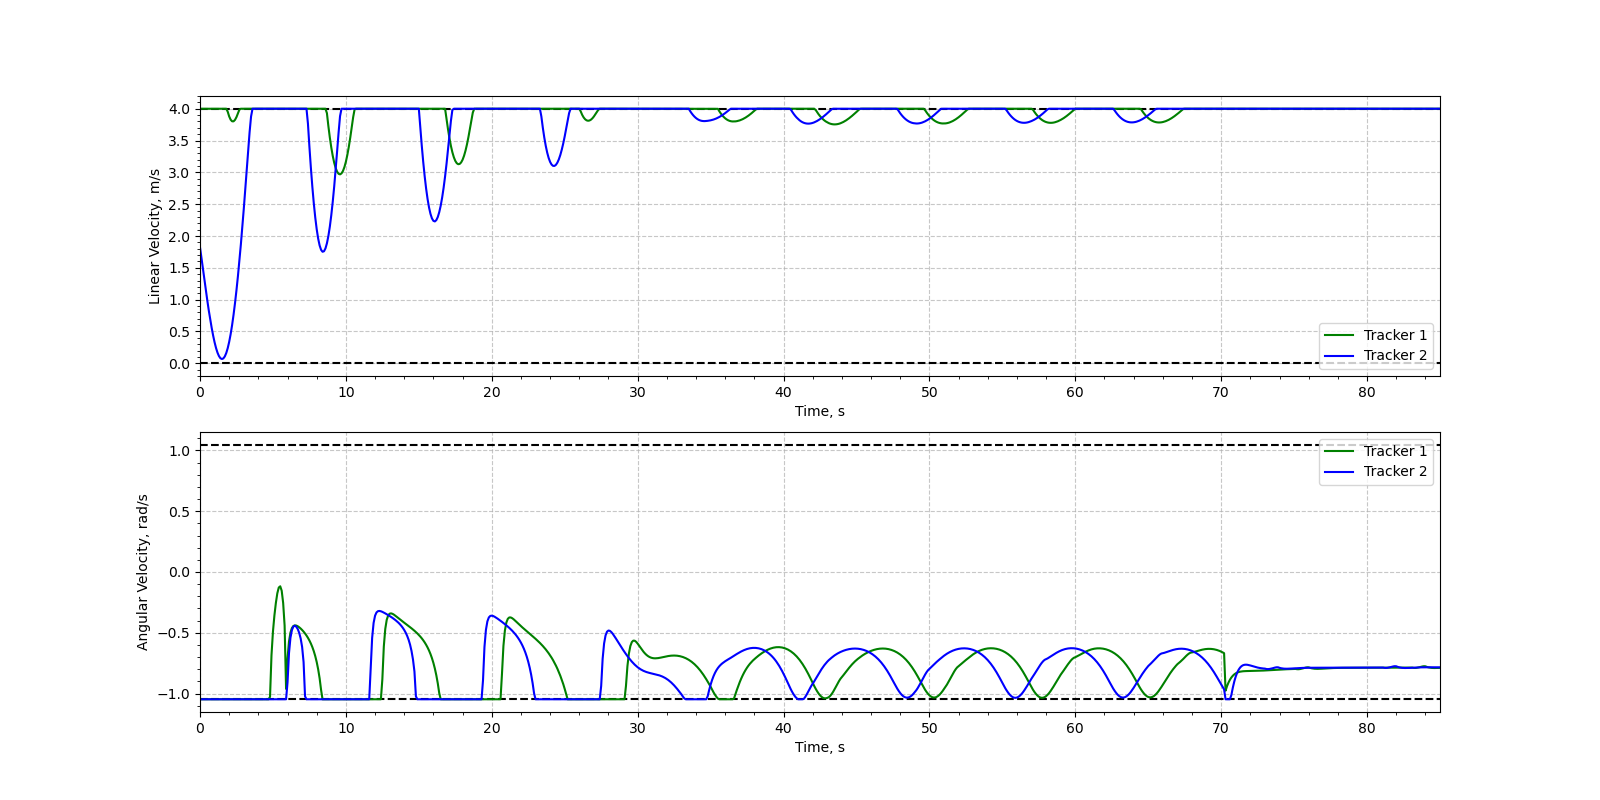 4.0
3.5
3.0
2.5
2.0
1.5
1.0
0.5
0.0
Linear Velocity, m/s
Tracker 1
Tracker 2
0 10 20 30 40 50 60 70 80
Time, s
1.0
0.5
0.0
−0.5
−1.0
Angular Velocity, rad/s
Tracker 1
Tracker 2
0 10 20 30 40 50 60 70 80
Time, s